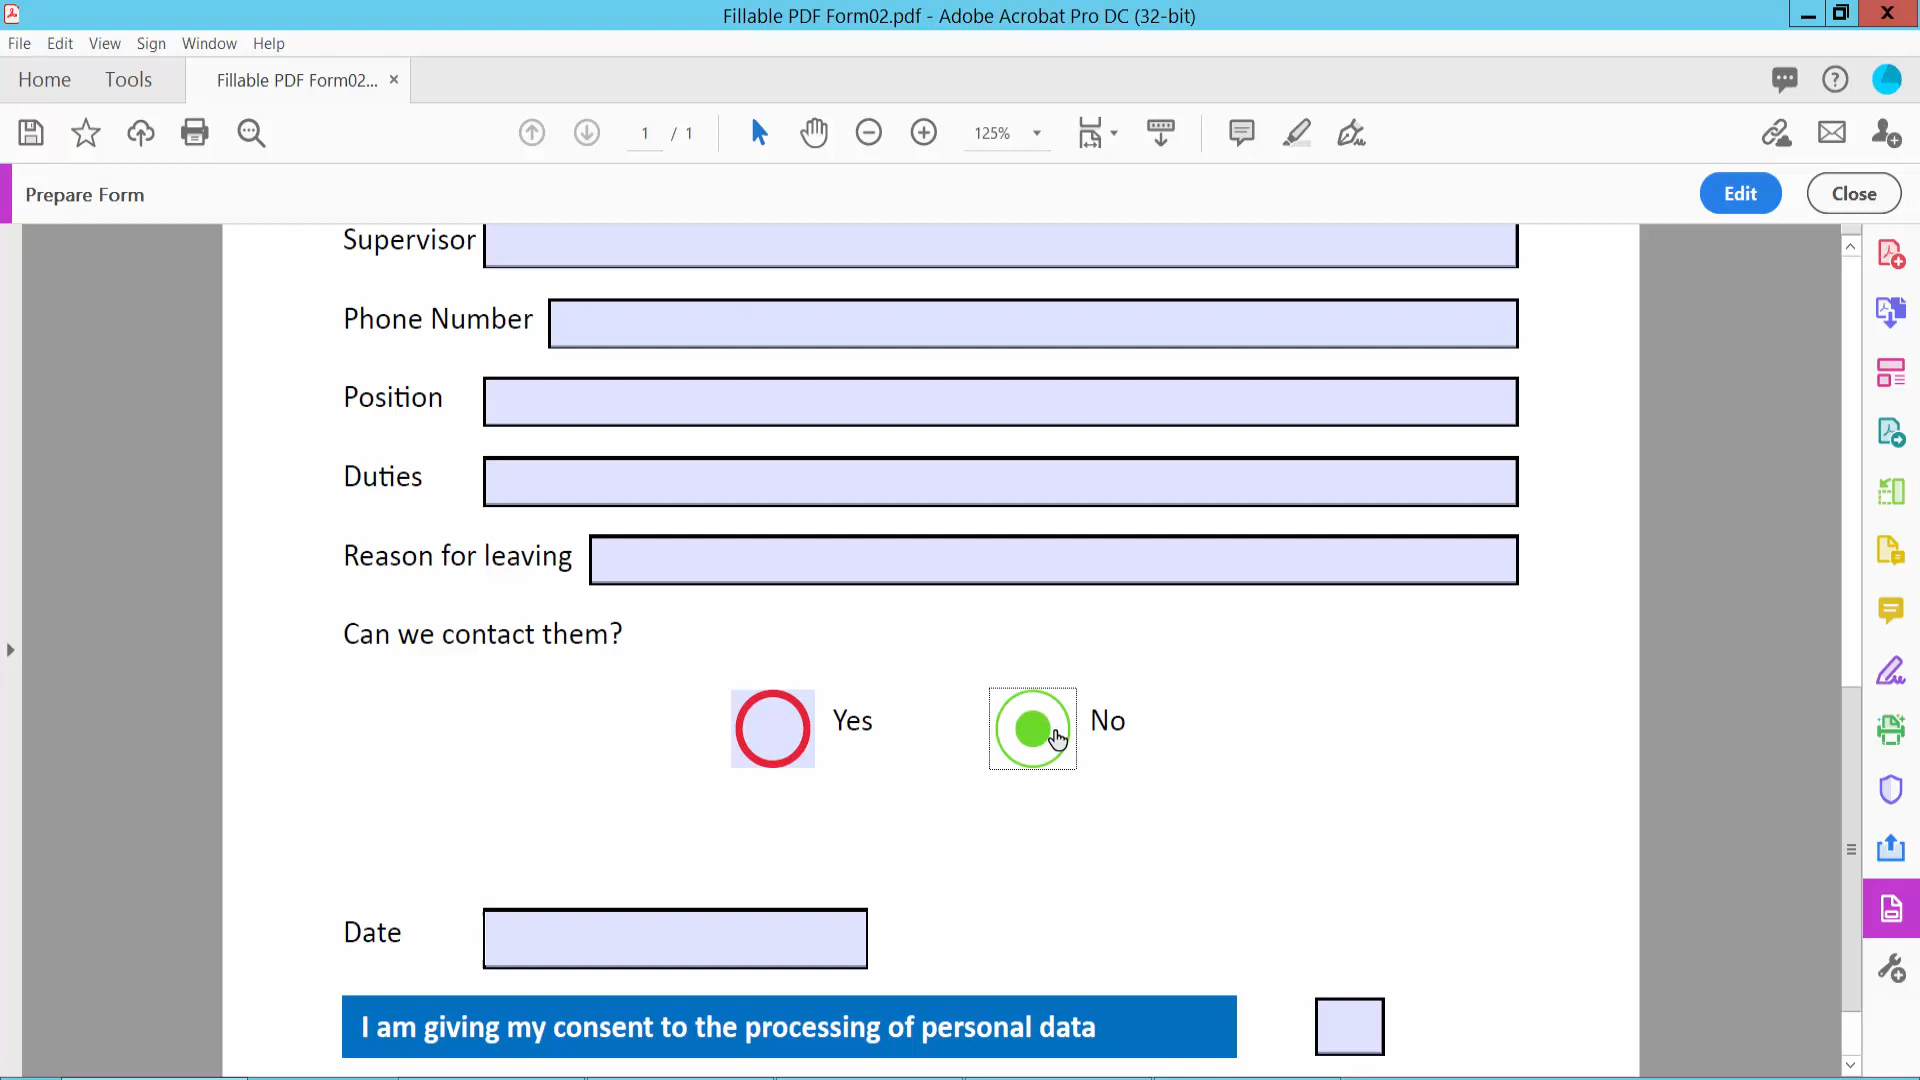 Fillable PDF Form02.pdf - Adobe Acrobat Pro DC (32-bit)
File Edit View Sign Window Help
Home Tools Fillable PDF Form02... ×
1 / 1 125%
Prepare Form Edit Close
Supervisor
Phone Number
Position
Duties
Reason for leaving
Can we contact them?
Yes No
Date
I am giving my consent to the processing of personal data